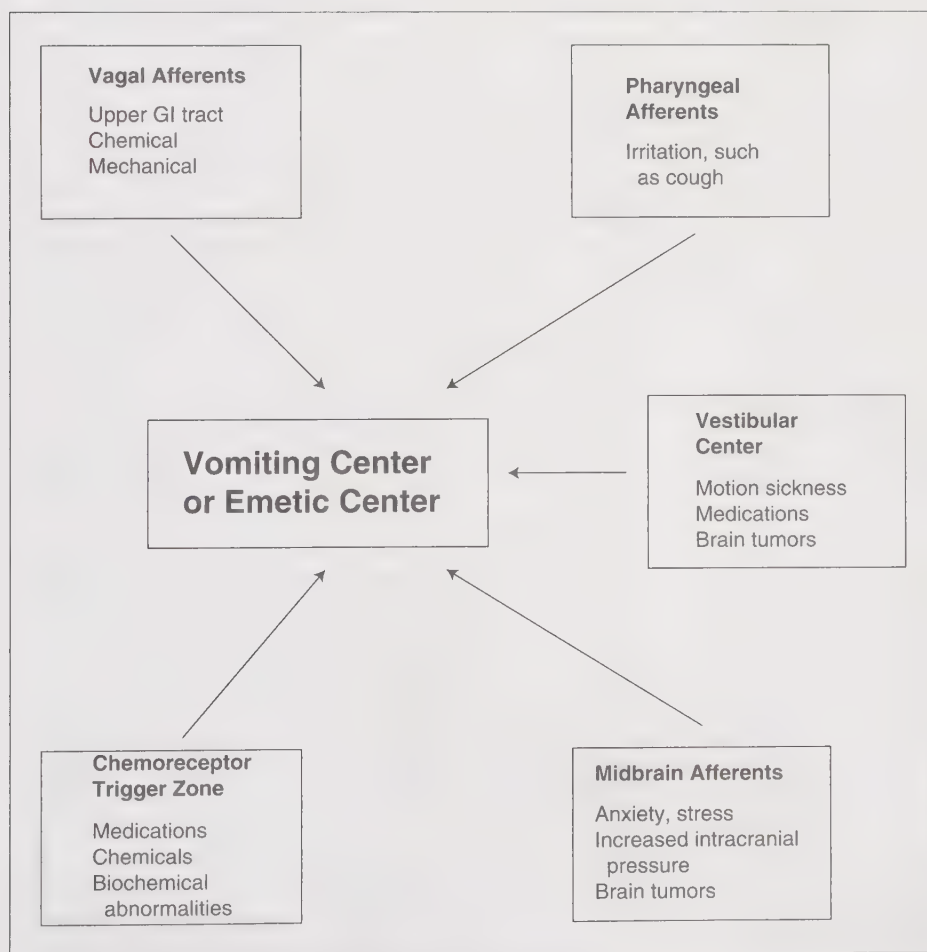 Vagal Afferents
Upper GI tract
Chemical
Mechanical
Pharyngeal
Afferents
Irritation, such
as cough
Vomiting Center
or Emetic Center
Vestibular
Center
Motion sickness
Medications
Brain tumors
Chemoreceptor
Trigger Zone
Medications
Chemicals
Biochemical
abnormalities
Midbrain Afferents
Anxiety, stress
Increased intracranial
pressure
Brain tumors